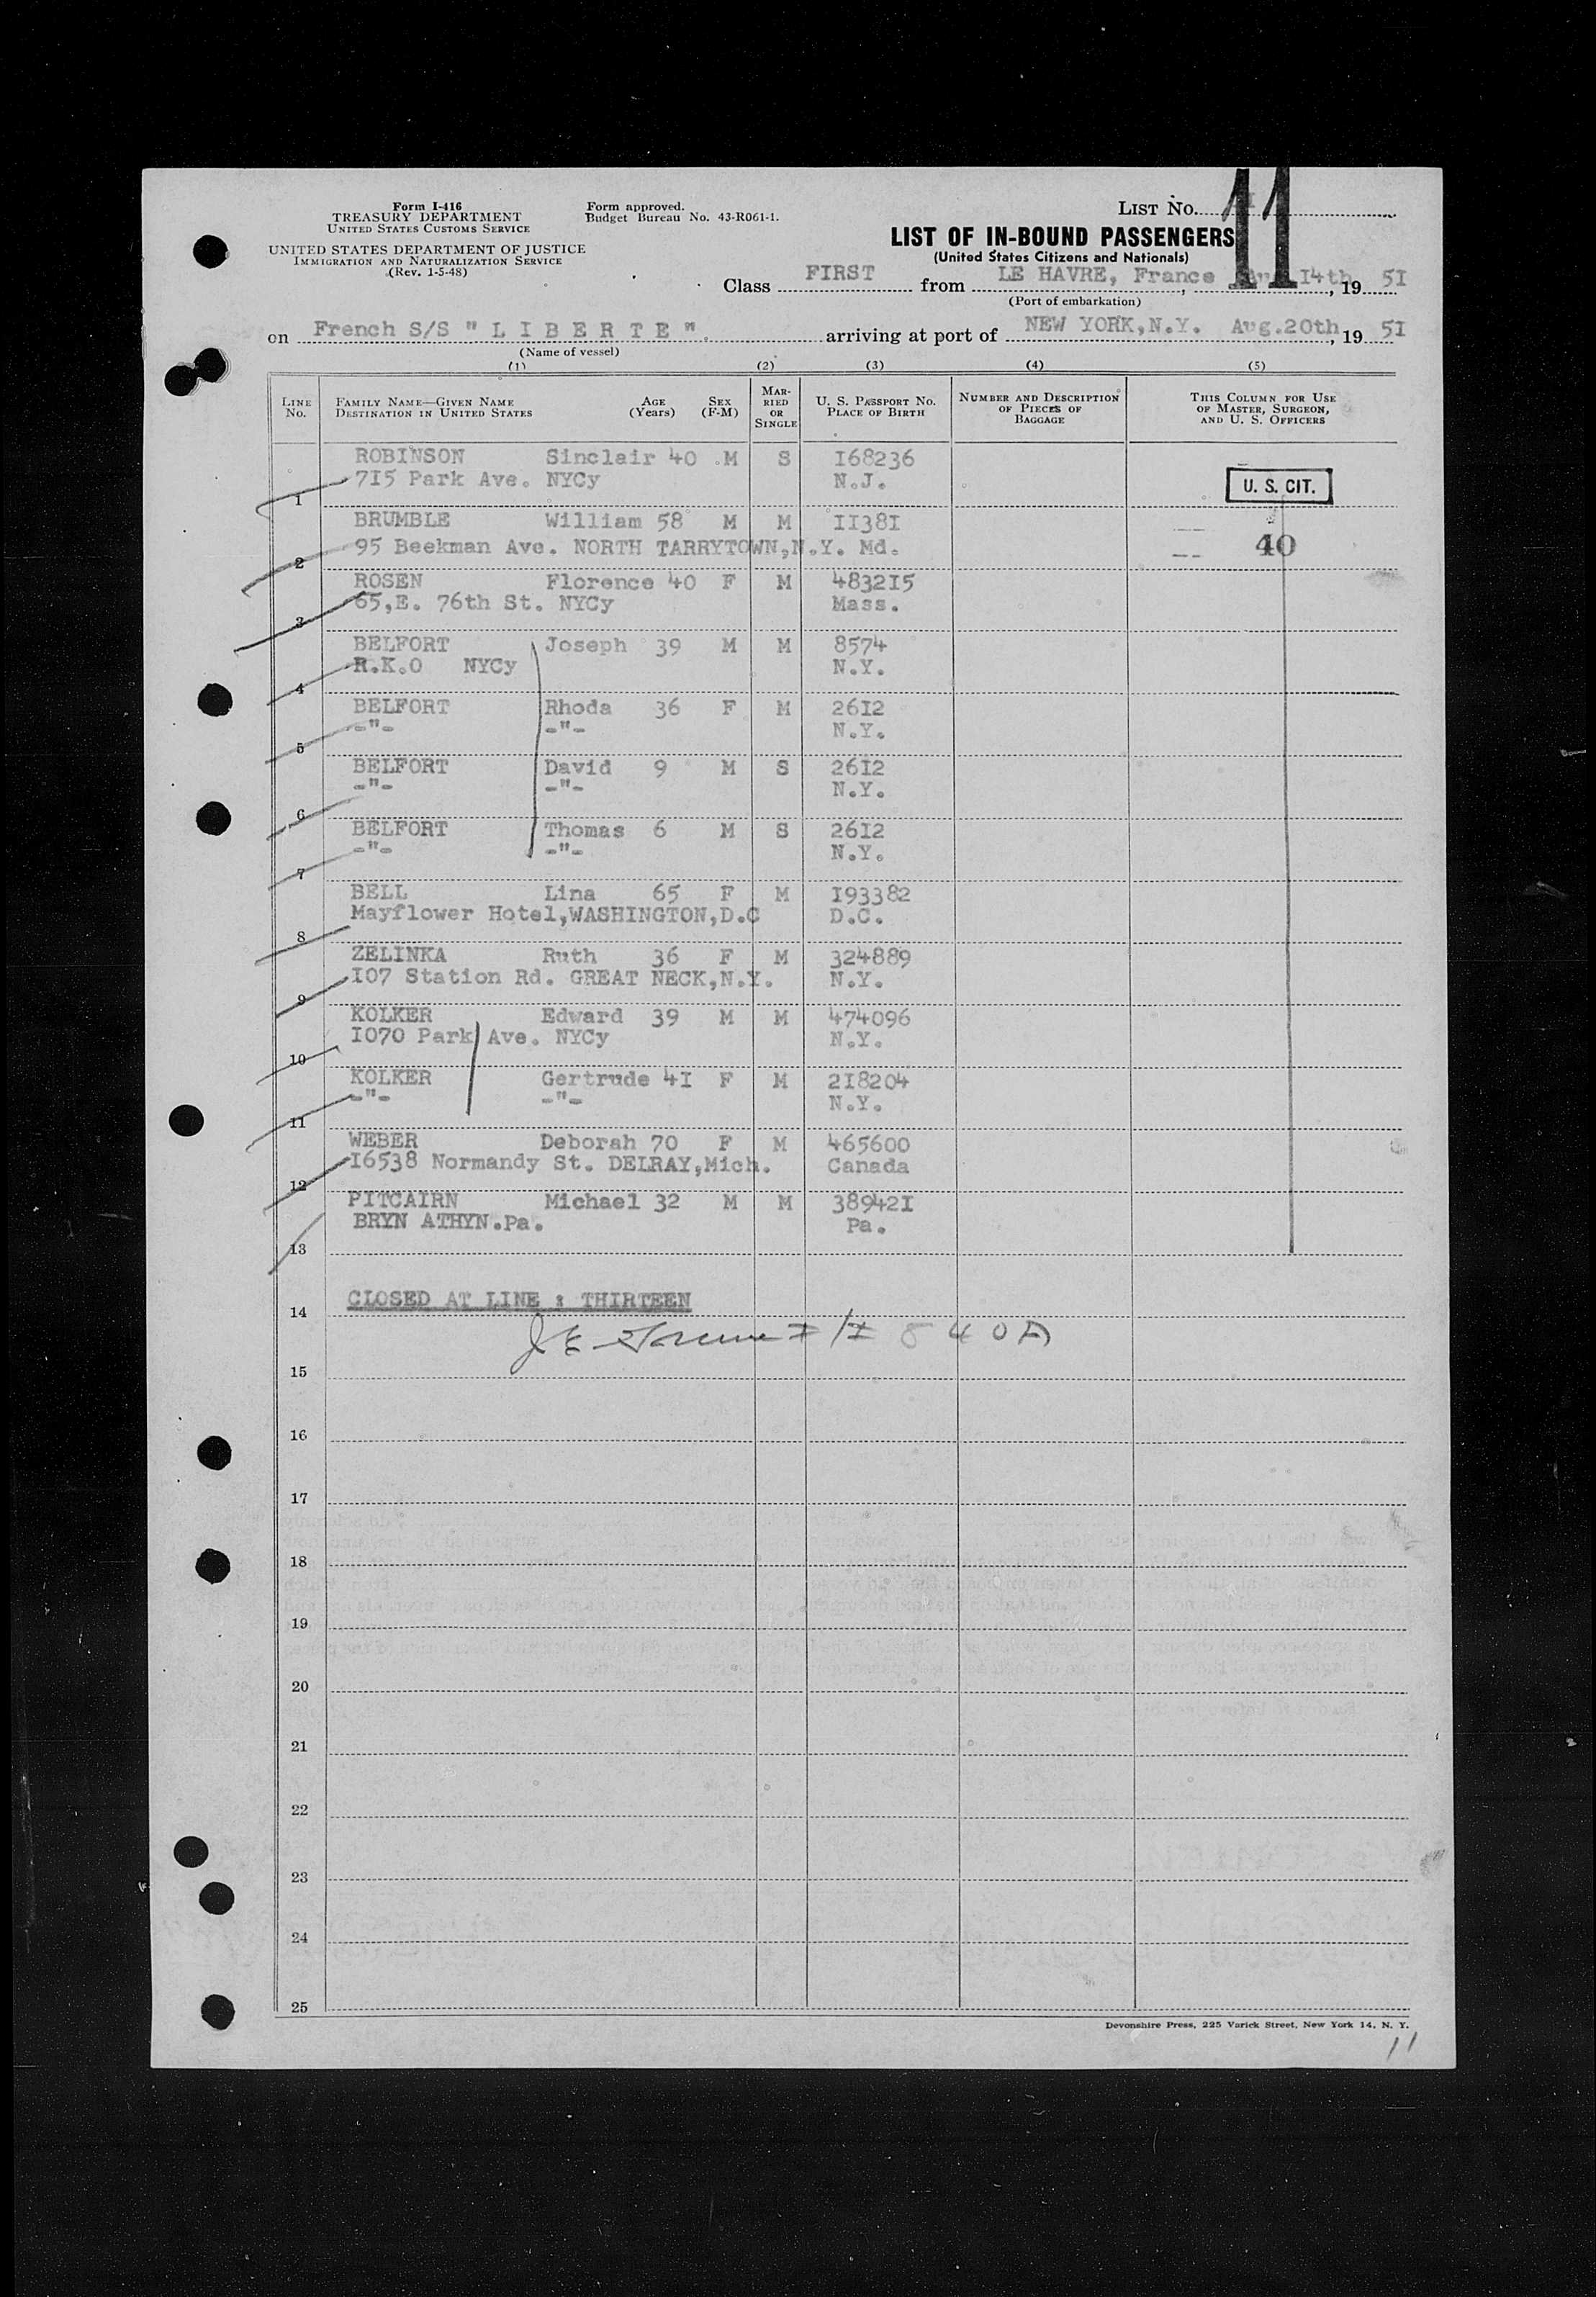 Form I-416
TREASURY DEPARTMENT
UNITED STATES CUSTOMS SERVICE
UNITED STATES DEPARTMENT OF JUSTICE
IMMIGRATION AND NATURALIZATION SERVICE
(Rev. 1-5-48)
Form approved.
Budget Bureau No. 43-R061-1.
LIST NO. 11
LIST OF IN-BOUND PASSENGERS
(United States Citizens and Nationals)
Class FIRST from LE HAVRE, France, 14th, 19 51
(Port of embarkation)
on French S/S " L I B E R T E ". arriving at port of NEW YORK,N.Y. Aug.20th, 19 51
(Name of vessel)
(1) (2) (3) (4) (5)
LINE NO. FAMILY NAME—GIVEN NAME DESTINATION IN UNITED STATES AGE (Years) SEX (F-M) MAR-RIED OR SINGLE U. S. PASSPORT NO. PLACE OF BIRTH NUMBER AND DESCRIPTION OF PIECES OF BAGGAGE THIS COLUMN FOR USE OF MASTER, SURGEON, AND U. S. OFFICERS
ROBINSON Sinclair 40 M S 168236
1 715 Park Ave. NYCy N.J. U. S. CIT.
BRUMBLE William 58 M M 11381
2 95 Beekman Ave. NORTH TARRYTOWN,N.Y. Md. 40
ROSEN Florence 40 F M 483215
3 65,E. 76th St. NYCy Mass.
BELFORT Joseph 39 M M 8574
4 R.K.O NYCy N.Y.
BELFORT Rhoda 36 F M 2612
5 -"- -"- N.Y.
BELFORT David 9 M S 2612
6 -"- -"- N.Y.
BELFORT Thomas 6 M S 2612
7 -"- -"- N.Y.
BELL Lina 65 F M 193382
8 Mayflower Hotel,WASHINGTON,D.C D.C.
ZELINKA Ruth 36 F M 324889
9 107 Station Rd. GREAT NECK,N.Y. N.Y.
KOLKER Edward 39 M M 474096
10 1070 Park Ave. NYCy N.Y.
KOLKER Gertrude 41 F M 218204
11 -"- -"- N.Y.
WEBER Deborah 70 F M 465600
12 16538 Normandy St. DELRAY,Mich. Canada
PITCAIRN Michael 32 M M 389421
13 BRYN ATHYN.Pa. Pa.
14 CLOSED AT LINE : THIRTEEN
15
16
17
18
19
20
21
22
23
24
25
Devonshire Press, 225 Varick Street, New York 14, N. Y.
11